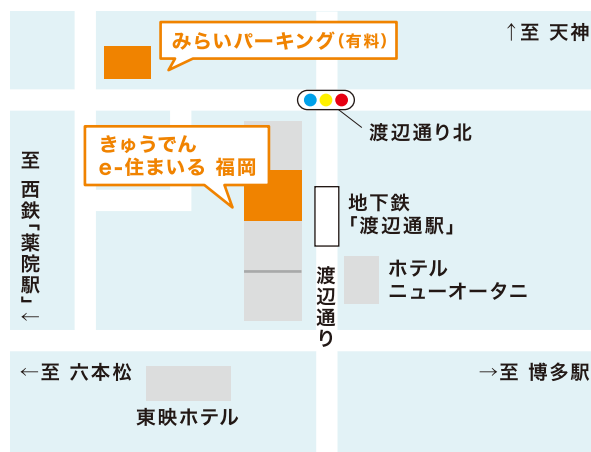 みらいパーキング（有料）
↑至 天神
渡辺通り北
きゅうでん
e-住まいる 福岡
至 西鉄「薬院駅」←
地下鉄
「渡辺通駅」
渡辺通り
ホテル
ニューオータニ
←至 六本松
→至 博多駅
東映ホテル